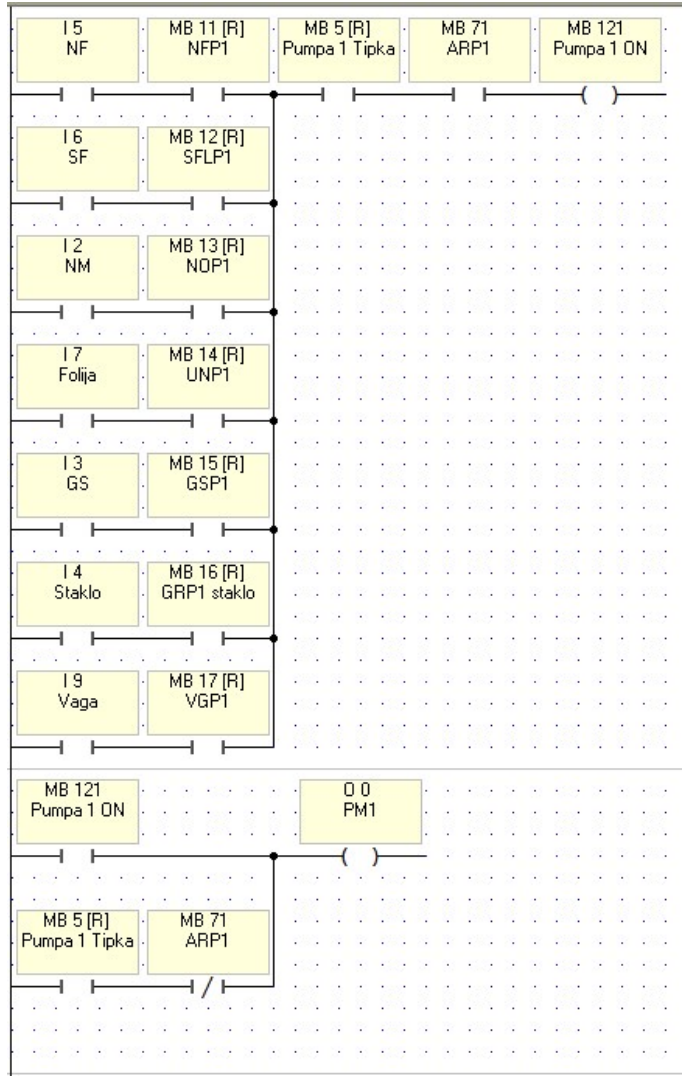 I 5
NF
MB 11 [R]
NFP1
MB 5 [R]
Pumpa 1 Tipka
MB 71
ARP1
MB 121
Pumpa 1 ON
I 6
SF
MB 12 [R]
SFLP1
I 2
NM
MB 13 [R]
NOP1
I 7
Folija
MB 14 [R]
UNP1
I 3
GS
MB 15 [R]
GSP1
I 4
Staklo
MB 16 [R]
GRP1 staklo
I 9
Vaga
MB 17 [R]
VGP1
MB 121
Pumpa 1 ON
O 0
PM1
MB 5 [R]
Pumpa 1 Tipka
MB 71
ARP1